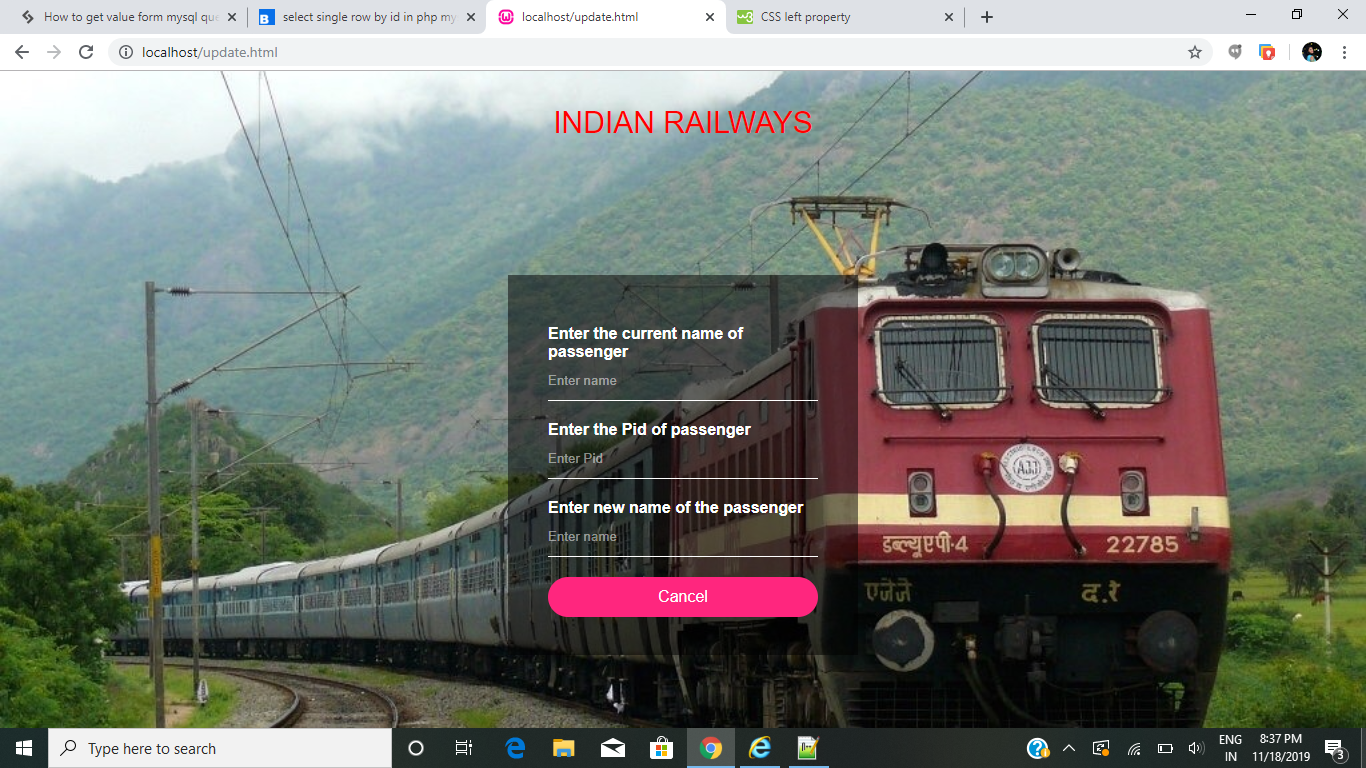 How to get value form mysql que
select single row by id in php my
localhost/update.html
CSS left property
localhost/update.html
INDIAN RAILWAYS
Enter the current name of
passenger
Enter name
Enter the Pid of passenger
Enter Pid
Enter new name of the passenger
Enter name
Cancel
डब्ल्यूएपी-4
22785
एजेजे
द.रे
AJJ
Type here to search
ENG
IN
8:37 PM
11/18/2019
3